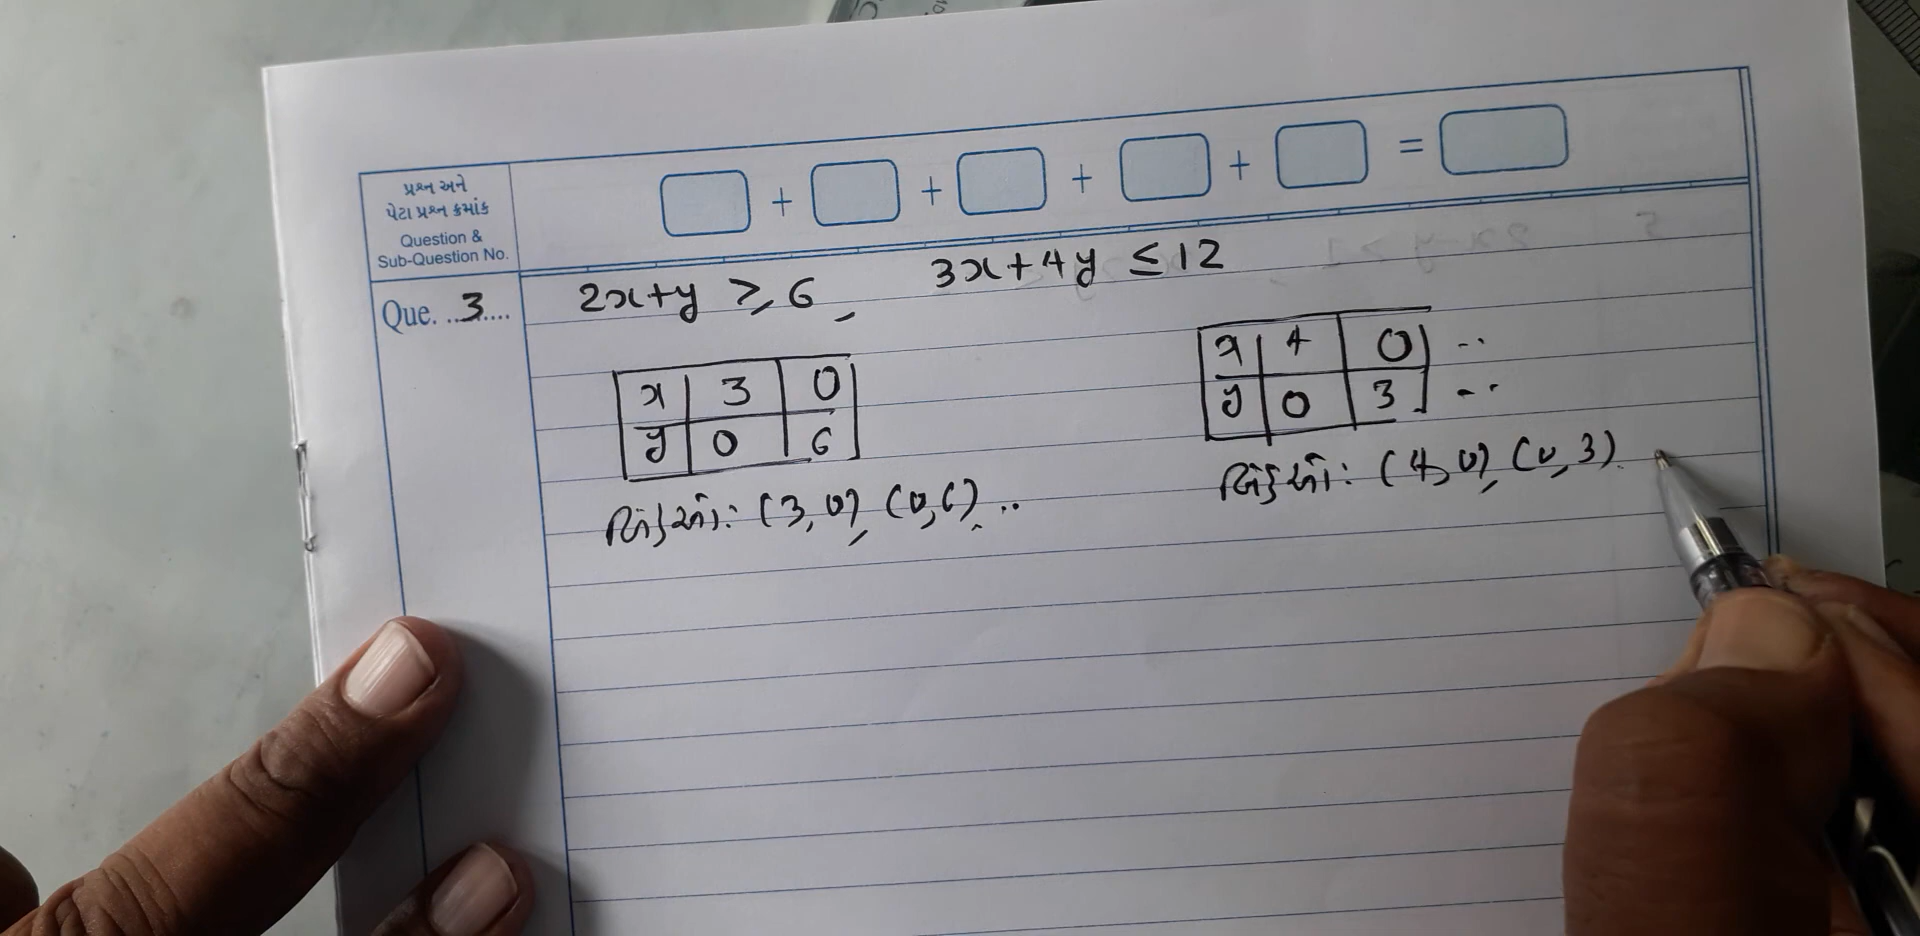 પ્રશ્ન અને
પેટા પ્રશ્ન ક્રમાંક
Question &
Sub-Question No.
+ + + + =
Que. ..3....
2x+y ≥ 6, 3x+4y ≤ 12
x 3 0
y 0 6
x 4 0 ..
y 0 3 ..
બિંદુઓ: (3, 0), (0, 6), ..
બિંદુઓ: (4, 0), (0, 3).